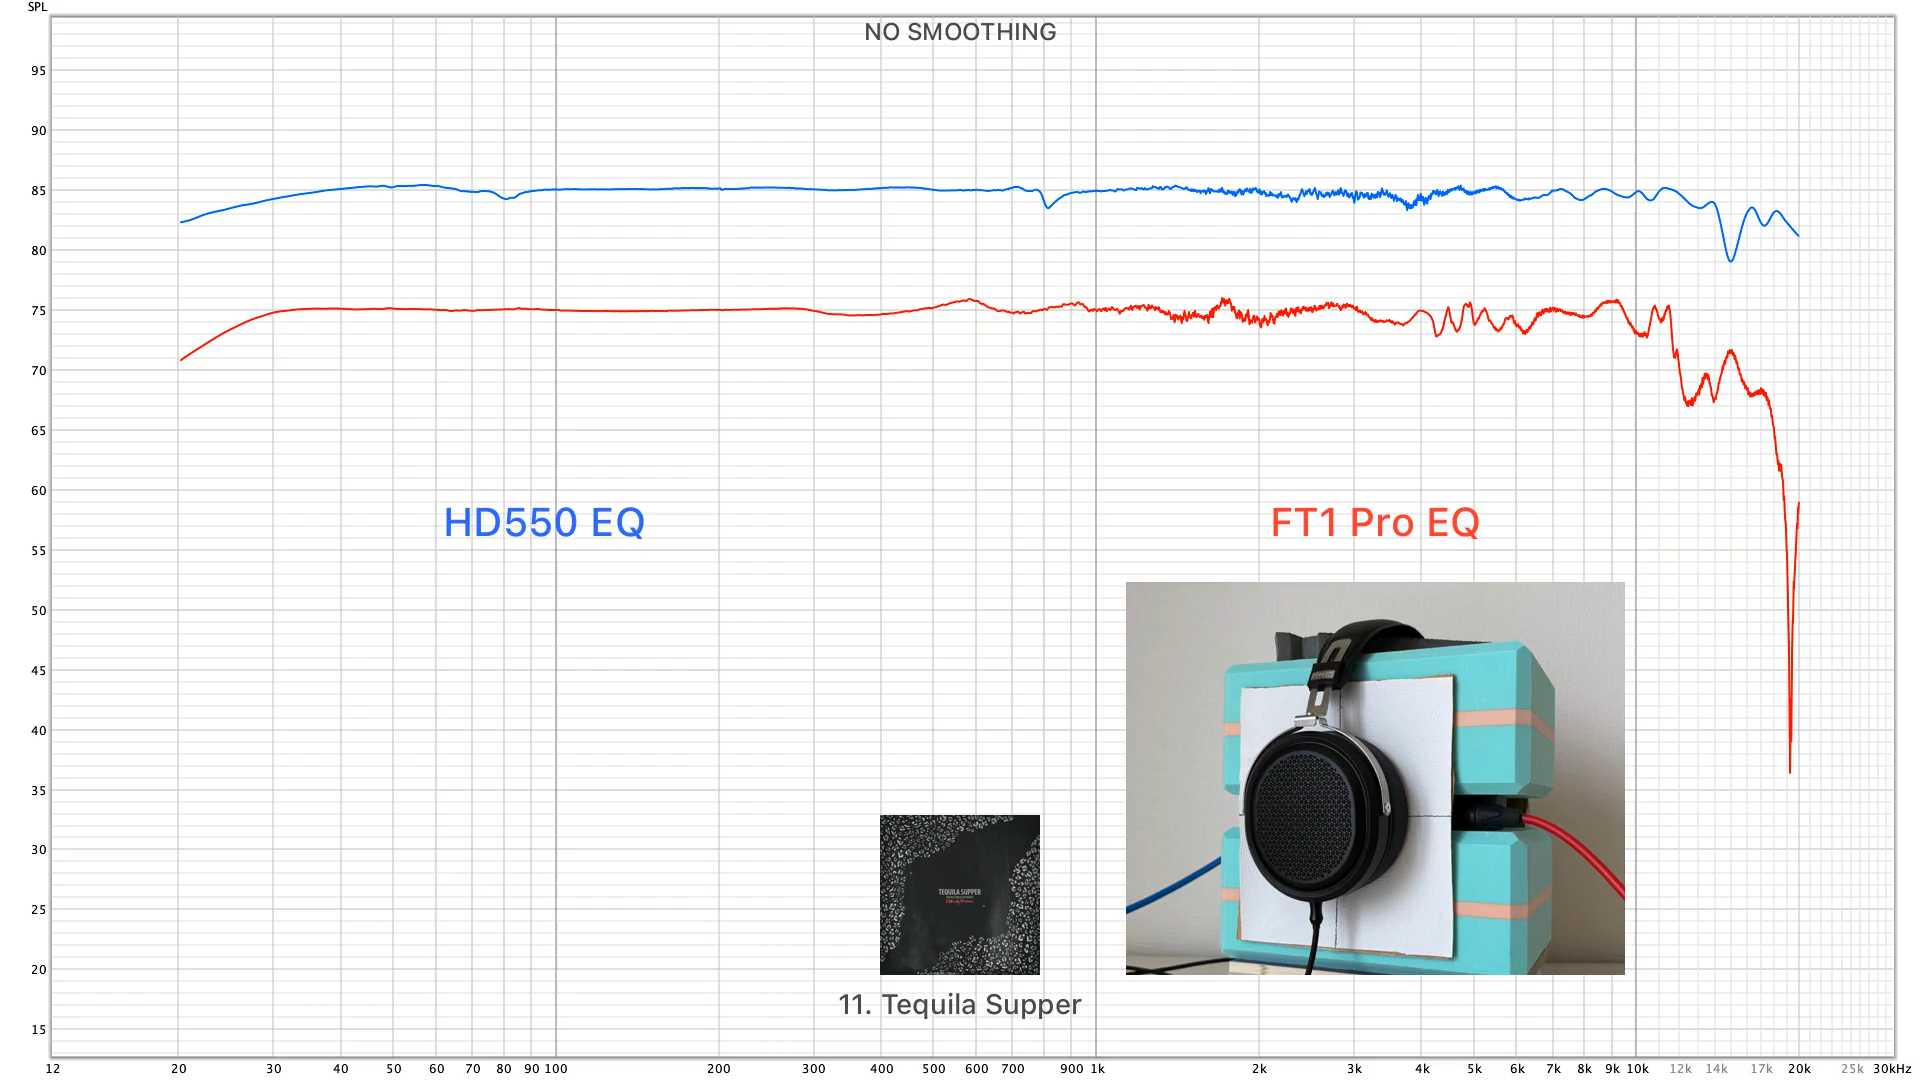 SPL
NO SMOOTHING
95
90
85
80
75
70
65
60
55
50
45
40
35
30
25
20
15
HD550 EQ
FT1 Pro EQ
TEQUILA SUPPER
11. Tequila Supper
12 20 30 40 50 60 70 80 90 100 200 300 400 500 600 700 900 1k 2k 3k 4k 5k 6k 7k 8k 9k 10k 12k 14k 17k 20k 25k 30kHz